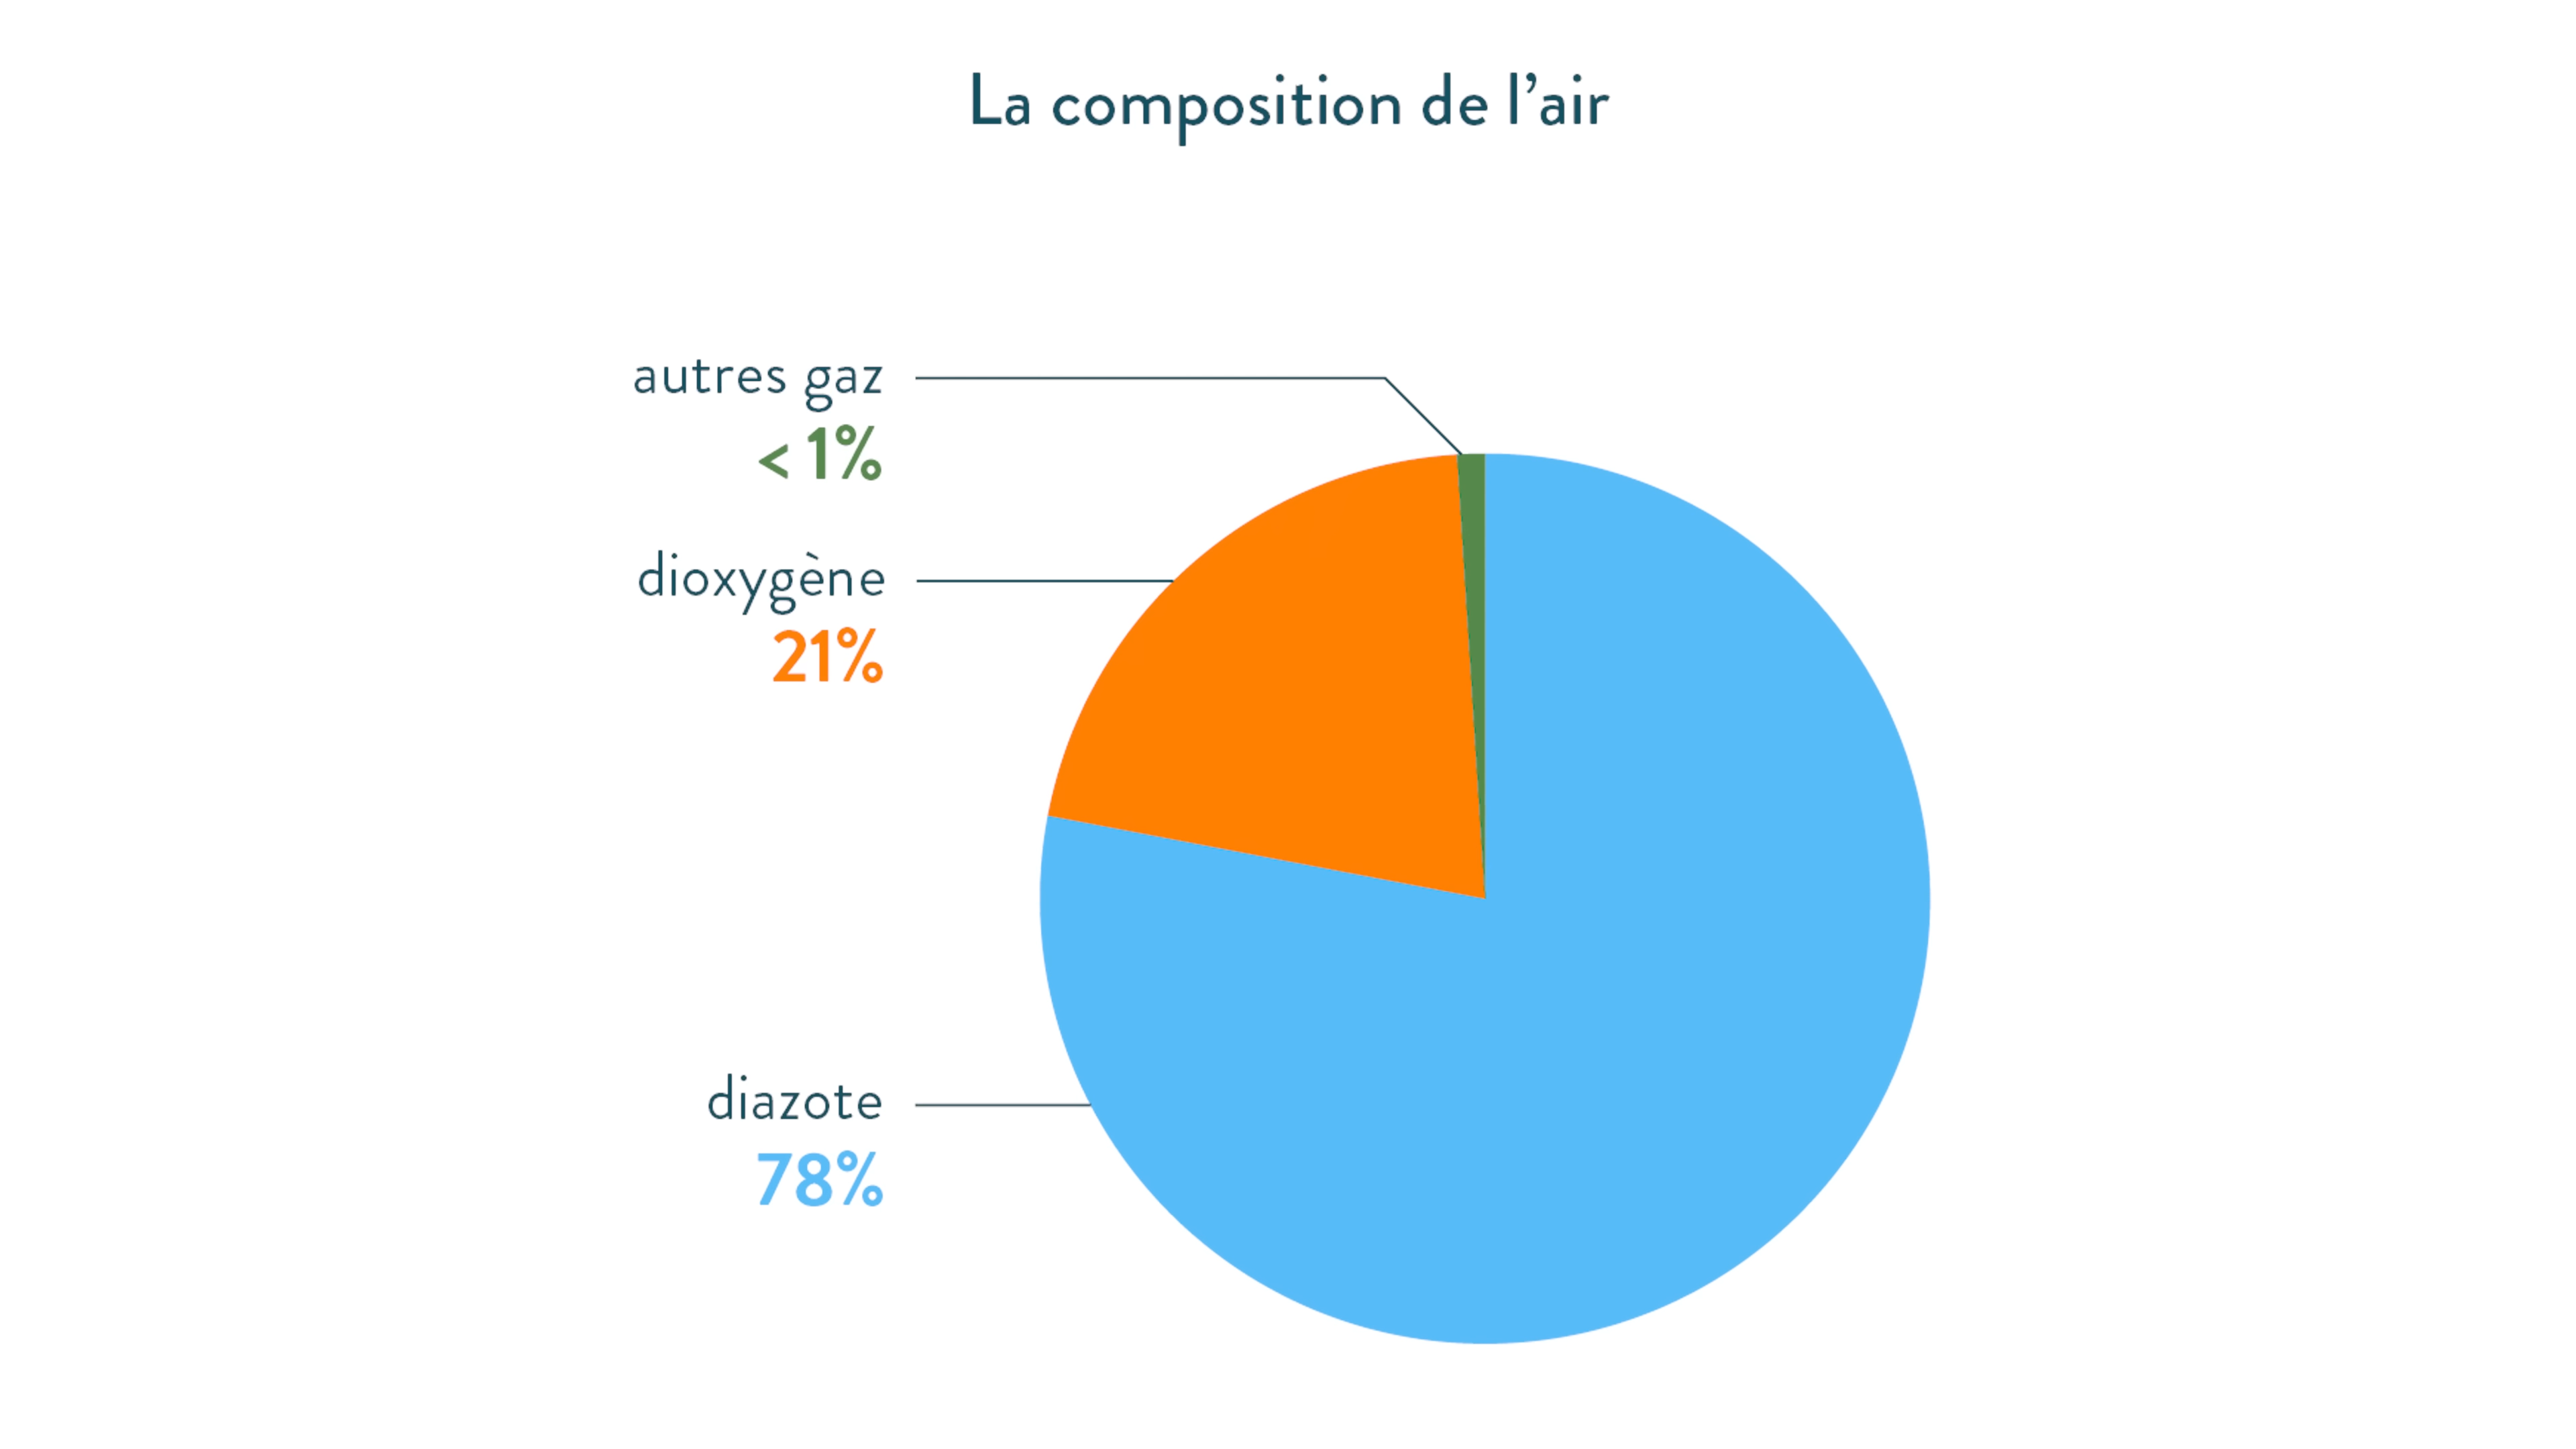 La composition de l’air
autres gaz
< 1%
dioxygène
21%
diazote
78%